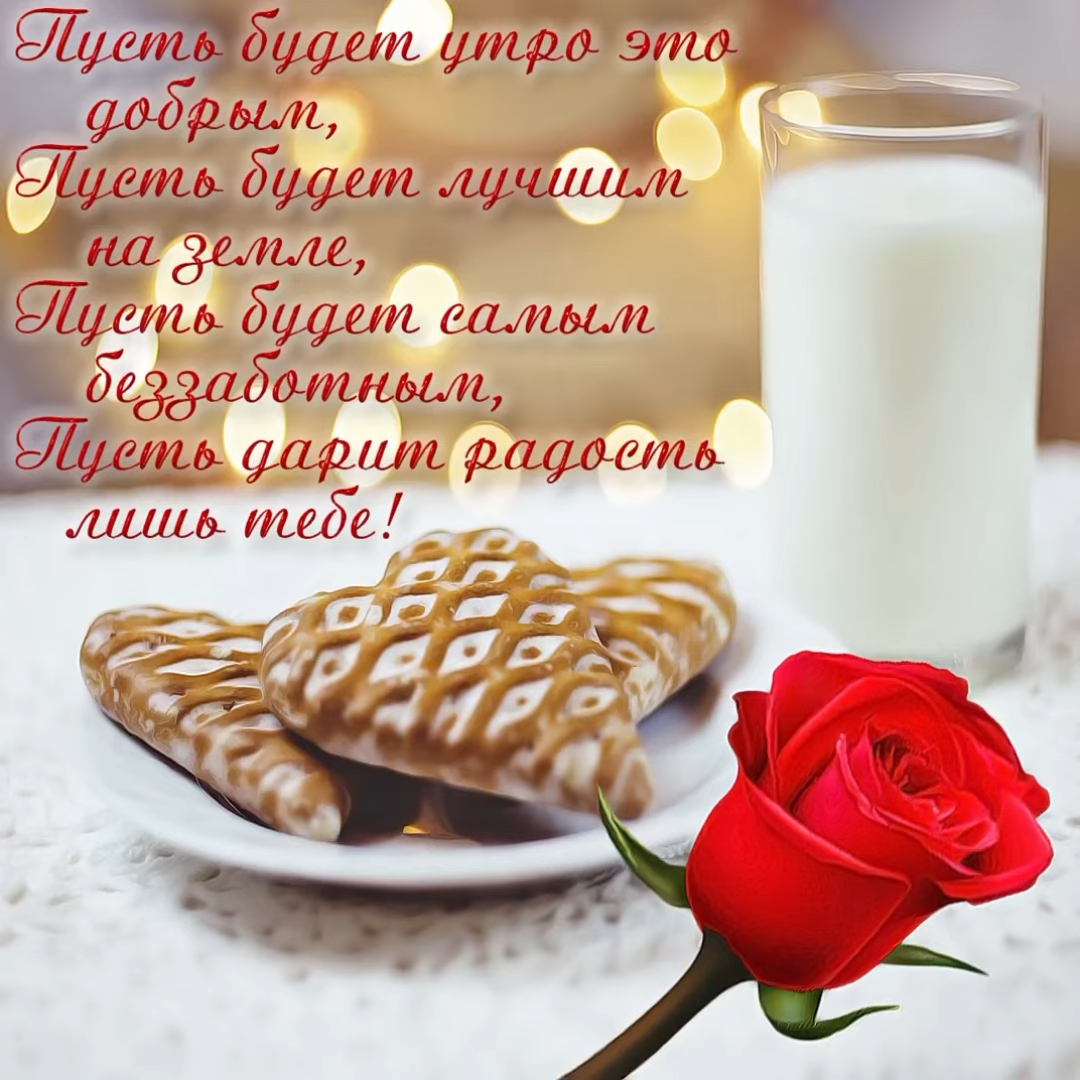 Пусть будет утро это
добрым,
Пусть будет лучшим
на земле,
Пусть будет самым
беззаботным,
Пусть дарит радость
лишь тебе!